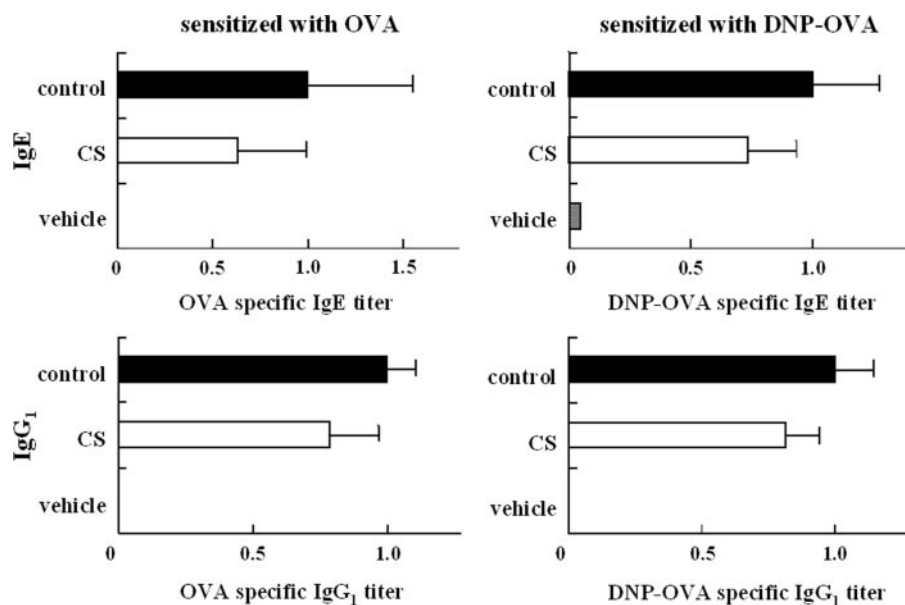 sensitized with OVA
sensitized with DNP-OVA
IgE
control
CS
vehicle
0 0.5 1.0 1.5
OVA specific IgE titer
control
CS
vehicle
0 0.5 1.0
DNP-OVA specific IgE titer
IgG₁
control
CS
vehicle
0 0.5 1.0
OVA specific IgG₁ titer
control
CS
vehicle
0 0.5 1.0
DNP-OVA specific IgG₁ titer